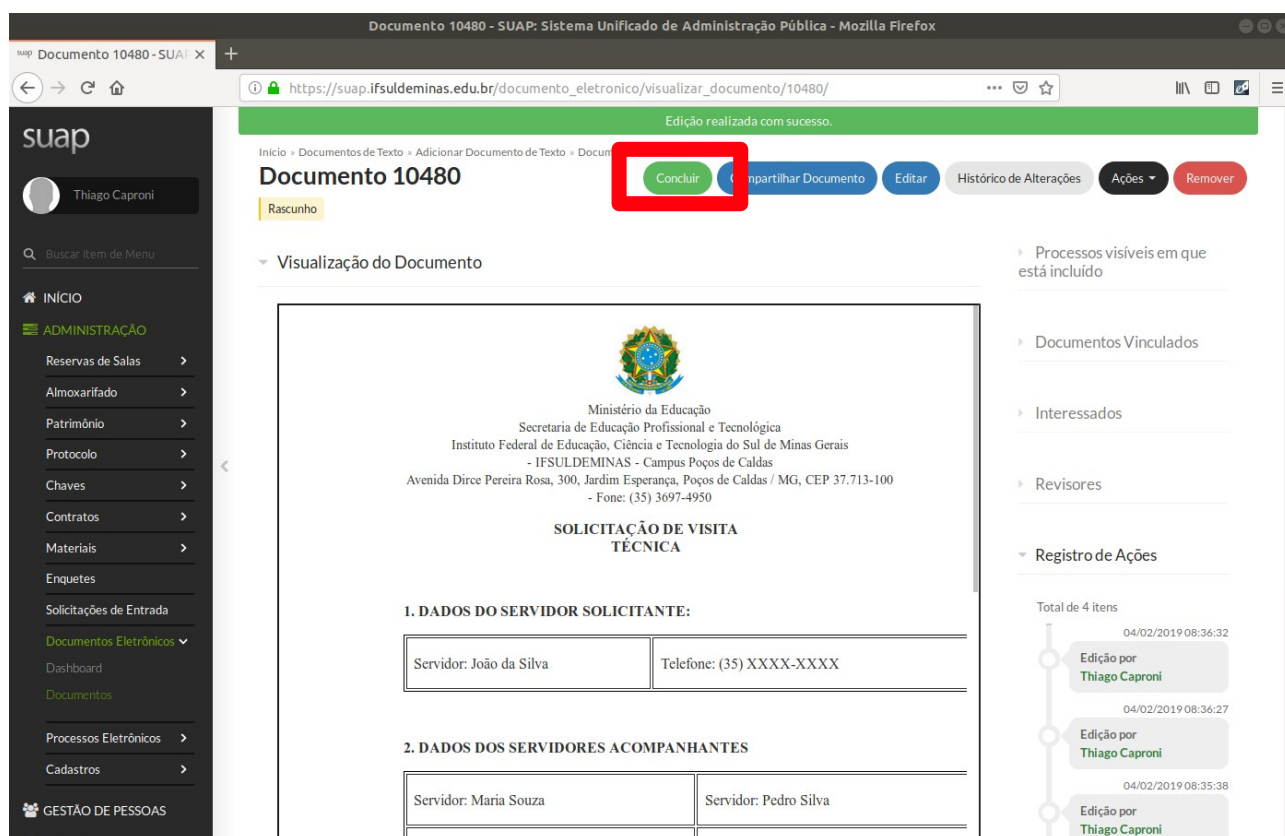 Documento 10480 - SUAP: Sistema Unificado de Administração Pública - Mozilla Firefox
suap Documento 10480 - SUAP
https://suap.ifsuldeminas.edu.br/documento_eletronico/visualizar_documento/10480/
suap
Thiago Caproni
Buscar Item de Menu
INÍCIO
ADMINISTRAÇÃO
Reservas de Salas
Almoxarifado
Patrimônio
Protocolo
Chaves
Contratos
Materiais
Enquetes
Solicitações de Entrada
Documentos Eletrônicos
Dashboard
Documentos
Processos Eletrônicos
Cadastros
GESTÃO DE PESSOAS
Edição realizada com sucesso.
Início » Documentos de Texto » Adicionar Documento de Texto » Docum
Documento 10480
Rascunho
Concluir
mpartilhar Documento
Editar
Histórico de Alterações
Ações
Remover
Visualização do Documento
Ministério da Educação
Secretaria de Educação Profissional e Tecnológica
Instituto Federal de Educação, Ciência e Tecnologia do Sul de Minas Gerais
- IFSULDEMINAS - Campus Poços de Caldas
Avenida Dirce Pereira Rosa, 300, Jardim Esperança, Poços de Caldas / MG, CEP 37.713-100
- Fone: (35) 3697-4950
SOLICITAÇÃO DE VISITA
TÉCNICA
1. DADOS DO SERVIDOR SOLICITANTE:
Servidor: João da Silva Telefone: (35) XXXX-XXXX
2. DADOS DOS SERVIDORES ACOMPANHANTES
Servidor: Maria Souza Servidor: Pedro Silva
Processos visíveis em que
está incluído
Documentos Vinculados
Interessados
Revisores
Registro de Ações
Total de 4 itens
04/02/2019 08:36:32
Edição por
Thiago Caproni
04/02/2019 08:36:27
Edição por
Thiago Caproni
04/02/2019 08:35:38
Edição por
Thiago Caproni